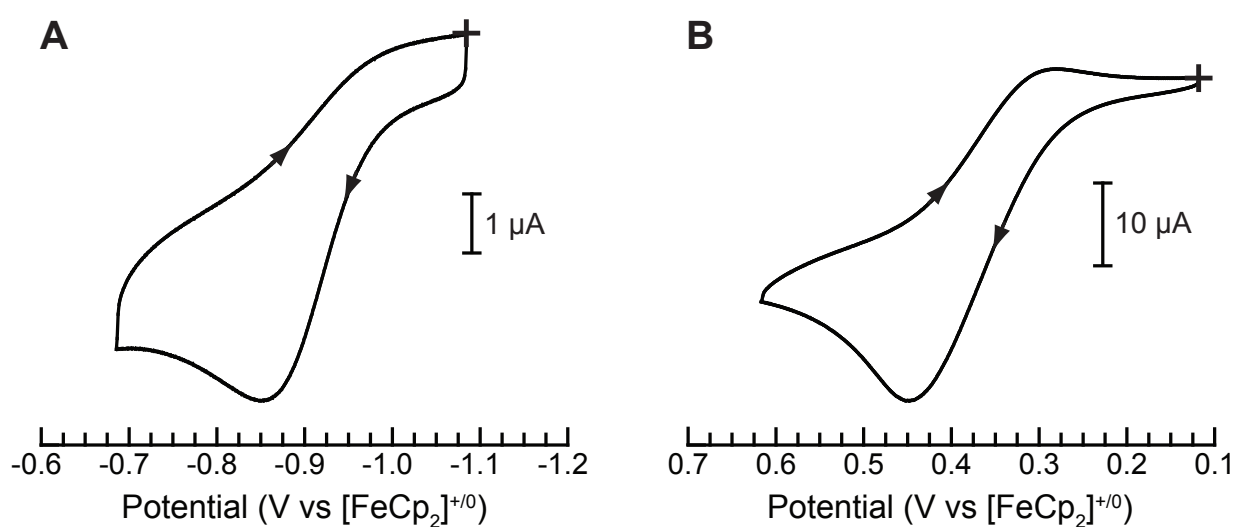 A
1 µA
-0.6 -0.7 -0.8 -0.9 -1.0 -1.1 -1.2
Potential (V vs [FeCp₂]⁺ᐟ⁰)
B
10 µA
0.7 0.6 0.5 0.4 0.3 0.2 0.1
Potential (V vs [FeCp₂]⁺ᐟ⁰)